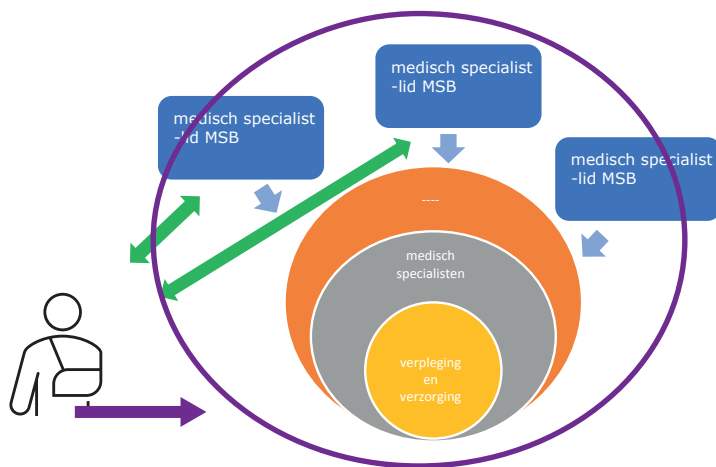 medisch specialist
-lid MSB
medisch specialist
-lid MSB
medisch specialist
-lid MSB
----
medisch
specialisten
verpleging
en
verzorging